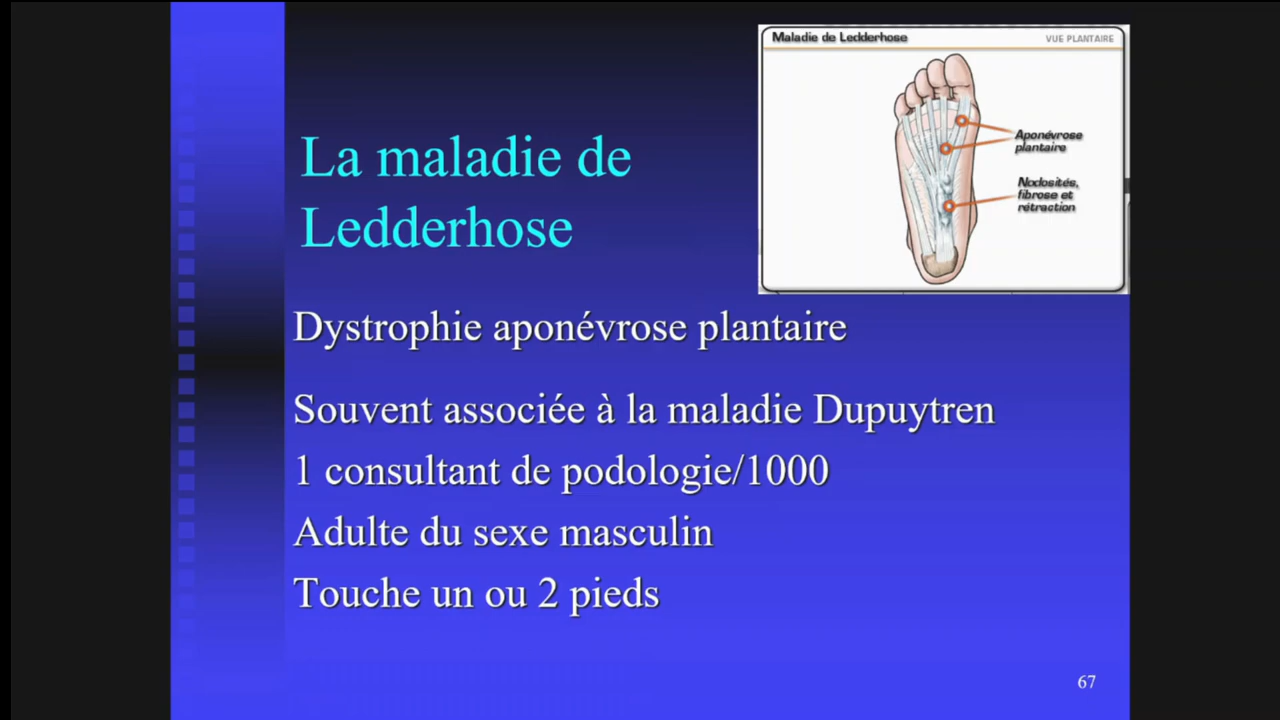 Maladie de Ledderhose
VUE PLANTAIRE
Aponévrose
plantaire
Nodosités,
fibrose et
rétraction
La maladie de
Ledderhose
Dystrophie aponévrose plantaire
Souvent associée à la maladie Dupuytren
1 consultant de podologie/1000
Adulte du sexe masculin
Touche un ou 2 pieds
67